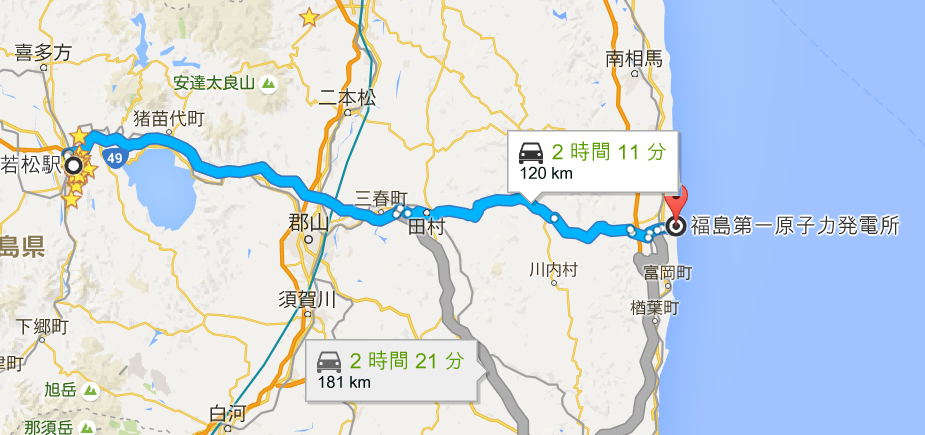 喜多方
南相馬
安達太良山
二本松
猪苗代町
49
2 時間 11 分
120 km
若松駅
三春町
郡山
田村
福島第一原子力発電所
島県
川内村
富岡町
須賀川
楢葉町
下郷町
2 時間 21 分
181 km
津町
旭岳
白河
那須岳